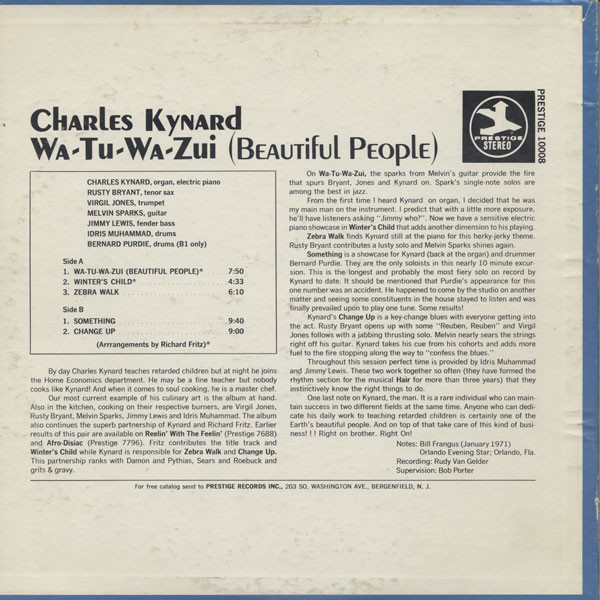 Charles Kynard
Wa-Tu-Wa-Zui (Beautiful People)
PRESTIGE
STEREO
PRESTIGE 10008
CHARLES KYNARD, organ, electric piano
RUSTY BRYANT, tenor sax
VIRGIL JONES, trumpet
MELVIN SPARKS, guitar
JIMMY LEWIS, fender bass
IDRIS MUHAMMAD, drums
BERNARD PURDIE, drums (B1 only)
Side A
1. WA-TU-WA-ZUI (BEAUTIFUL PEOPLE)* 7:50
2. WINTER'S CHILD* 4:33
3. ZEBRA WALK 6:10
Side B
1. SOMETHING 9:40
2. CHANGE UP 9:00
(Arrrangements by Richard Fritz)*
By day Charles Kynard teaches retarded children but at night he joins
the Home Economics department. He may be a fine teacher but nobody
cooks like Kynard! And when it comes to soul cooking, he is a master chef.
Our most current example of his culinary art is the album at hand.
Also in the kitchen, cooking on their respective burners, are Virgil Jones,
Rusty Bryant, Melvin Sparks, Jimmy Lewis and Idris Muhammad. The album
also continues the superb partnership of Kynard and Richard Fritz. Earlier
results of this pair are available on Reelin' With The Feelin' (Prestige 7688)
and Afro-Disiac (Prestige 7796). Fritz contributes the title track and
Winter's Child while Kynard is responsible for Zebra Walk and Change Up.
This partnership ranks with Damon and Pythias, Sears and Roebuck and
grits & gravy.
On Wa-Tu-Wa-Zui, the sparks from Melvin's guitar provide the fire
that spurs Bryant, Jones and Kynard on. Spark's single-note solos are
among the best in jazz.
From the first time I heard Kynard on organ, I decided that he was
my main man on the instrument. I predict that with a little more exposure,
he'll have listeners asking "Jimmy who?". Now we have a sensitive electric
piano showcase in Winter's Child that adds another dimension to his playing.
Zebra Walk finds Kynard still at the piano for this herky-jerky theme.
Rusty Bryant contributes a lusty solo and Melvin Sparks shines again.
Something is a showcase for Kynard (back at the organ) and drummer
Bernard Purdie. They are the only soloists in this nearly 10 minute excur-
sion. This is the longest and probably the most fiery solo on record by
Kynard to date. It should be mentioned that Purdie's appearance for this
one number was an accident. He happened to come by the studio on another
matter and seeing some constituents in the house stayed to listen and was
finally prevailed upon to play one tune. Some results!
Kynard's Change Up is a key-change blues with everyone getting into
the act. Rusty Bryant opens up with some "Reuben, Reuben" and Virgil
Jones follows with a jabbing thrusting solo. Melvin nearly sears the strings
right off his guitar. Kynard takes his cue from his cohorts and adds more
fuel to the fire stopping along the way to "confess the blues."
Throughout this session perfect time is provided by Idris Muhammad
and Jimmy Lewis. These two work together so often (they have formed the
rhythm section for the musical Hair for more than three years) that they
instinctively know the right things to do.
One last note on Kynard, the man. It is a rare individual who can main-
tain success in two different fields at the same time. Anyone who can dedi-
cate his daily work to teaching retarded children is certainly one of the
Earth's beautiful people. And on top of that take care of this kind of busi-
ness! ! ! Right on brother. Right On!
Notes: Bill Frangus (January 1971)
Orlando Evening Star; Orlando, Fla.
Recording: Rudy Van Gelder
Supervision: Bob Porter
For free catalog send to PRESTIGE RECORDS INC., 203 SO. WASHINGTON AVE., BERGENFIELD, N. J.